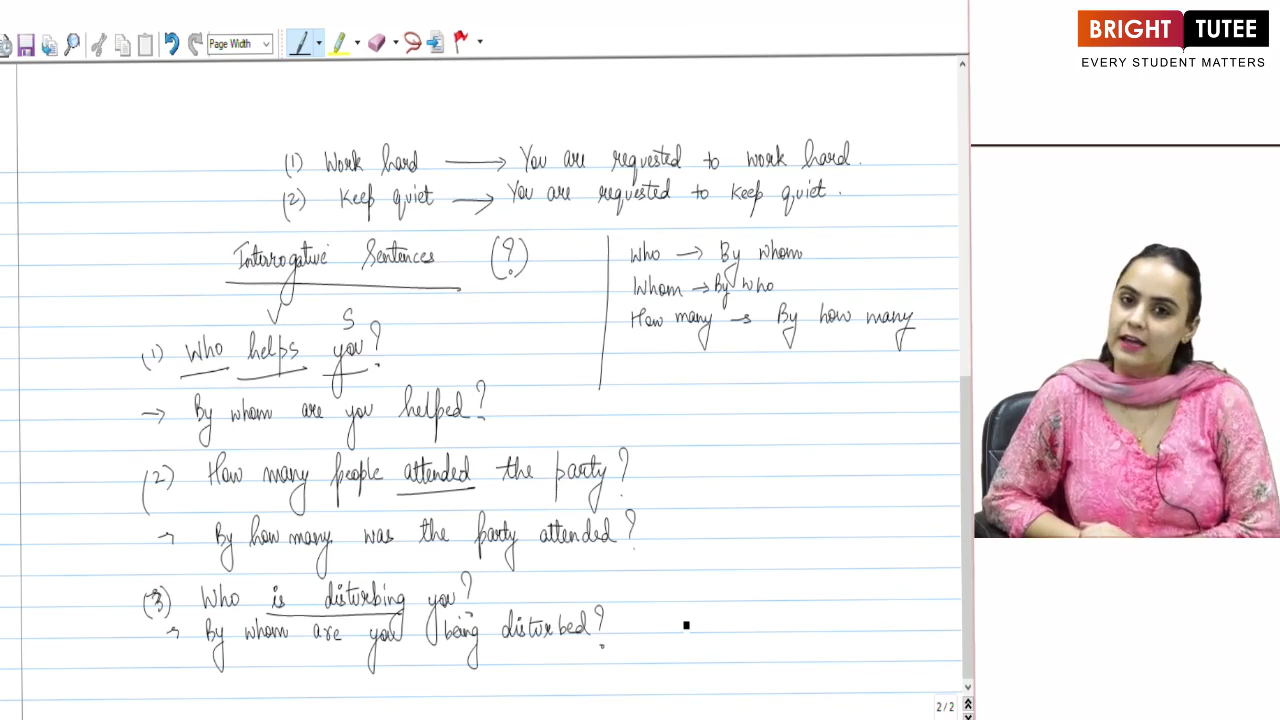 BRIGHT TUTEE
EVERY STUDENT MATTERS
Page Width
(1) Work hard → You are requested to work hard.
(2) Keep quiet → You are requested to keep quiet.
Interrogative Sentences (?)
Who → By whom
Whom → By who
How many → By how many
S
(1) Who helps you?
→ By whom are you helped?
(2) How many people attended the party?
→ By how many was the party attended?
(3) Who is disturbing you?
→ By whom are you being disturbed?
2/2